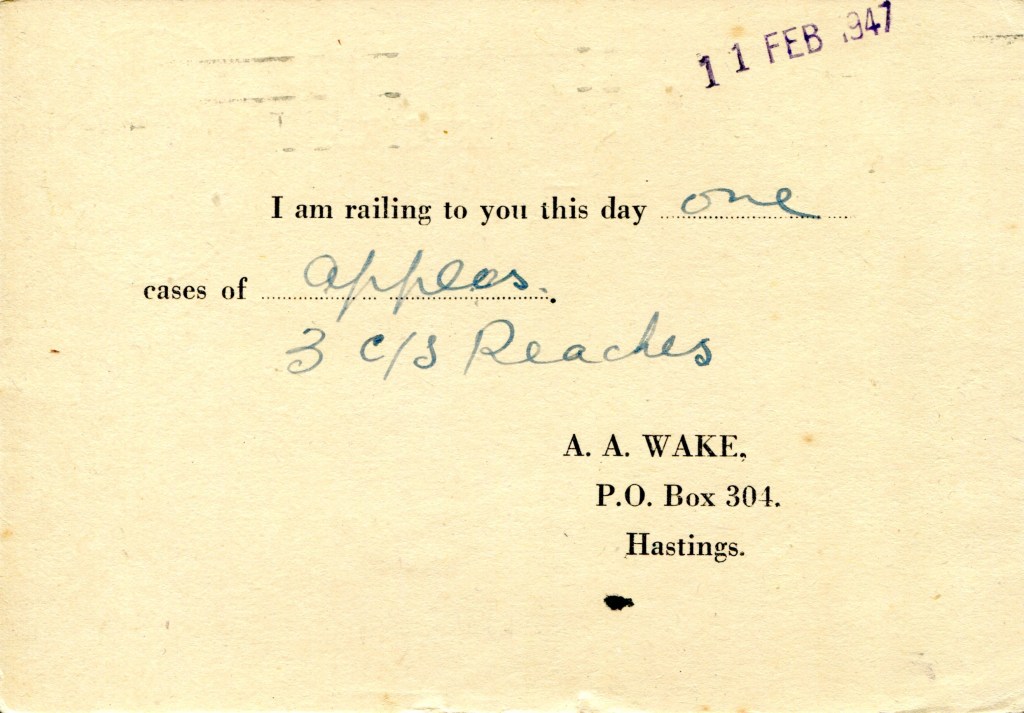 11 FEB 1947
I am railing to you this day one
cases of apples.
3 c/s Peaches
A. A. WAKE,
P.O. Box 304.
Hastings.